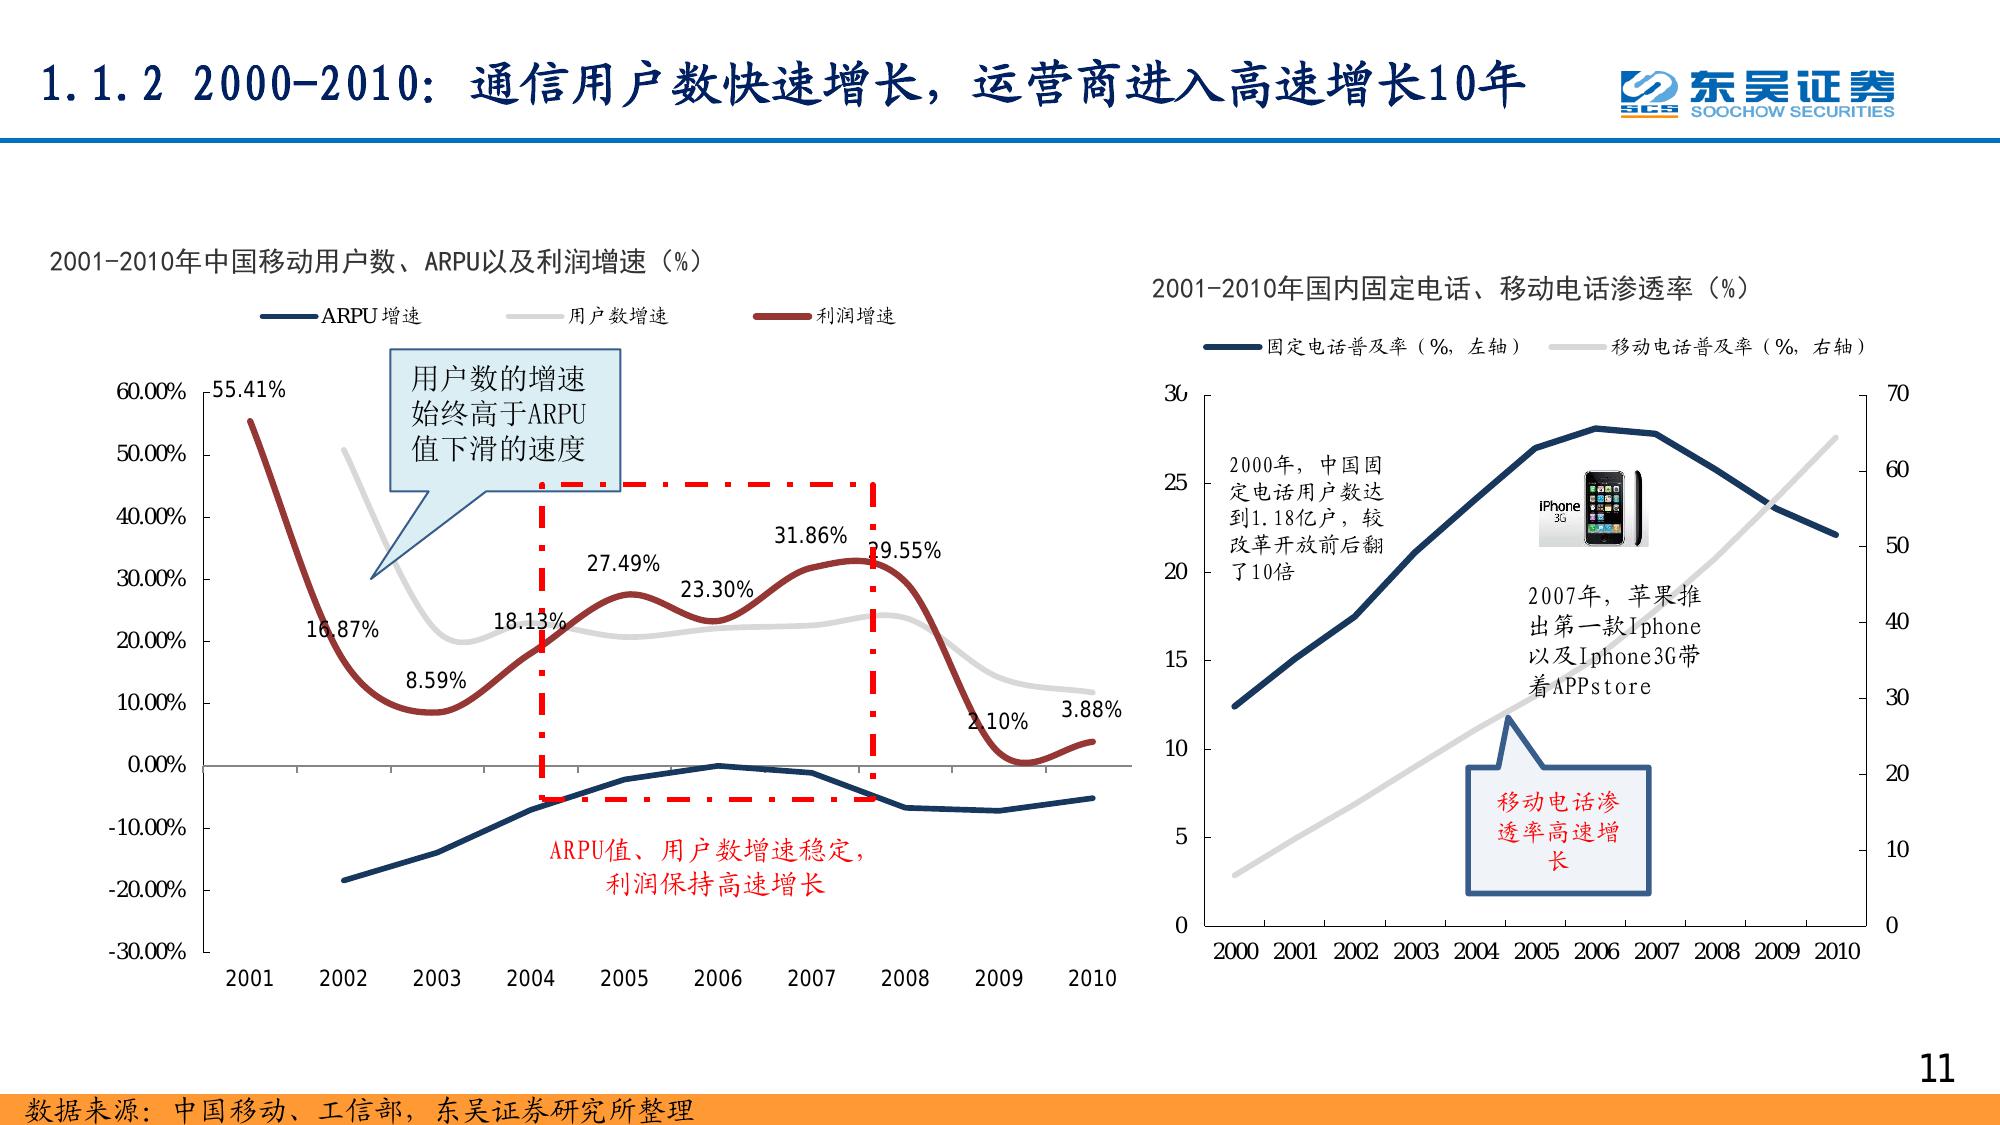 1.1.2 2000-2010：通信用户数快速增长，运营商进入高速增长10年
SCS
东吴证券
SOOCHOW SECURITIES
2001-2010年中国移动用户数、ARPU以及利润增速（%）
ARPU增速
用户数增速
利润增速
用户数的增速
始终高于ARPU
值下滑的速度
60.00%
50.00%
40.00%
30.00%
20.00%
10.00%
0.00%
-10.00%
-20.00%
-30.00%
55.41%
16.87%
8.59%
18.13%
27.49%
23.30%
31.86%
29.55%
2.10%
3.88%
ARPU值、用户数增速稳定，
利润保持高速增长
2001 2002 2003 2004 2005 2006 2007 2008 2009 2010
2001-2010年国内固定电话、移动电话渗透率（%）
固定电话普及率（%，左轴）
移动电话普及率（%，右轴）
30
25
20
15
10
5
0
70
60
50
40
30
20
10
0
2000年，中国固
定电话用户数达
到1.18亿户，较
改革开放前后翻
了10倍
iPhone
3G
2007年，苹果推
出第一款Iphone
以及Iphone3G带
着APPstore
移动电话渗
透率高速增
长
2000 2001 2002 2003 2004 2005 2006 2007 2008 2009 2010
11
数据来源：中国移动、工信部，东吴证券研究所整理